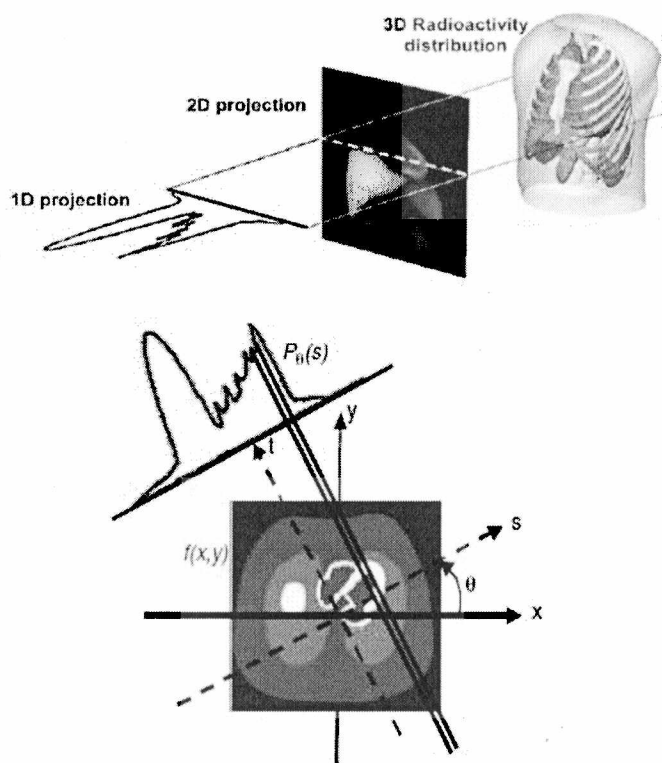 3D Radioactivity
distribution
2D projection
1D projection
Pθ(s)
y
t
s
f(x,y)
θ
x